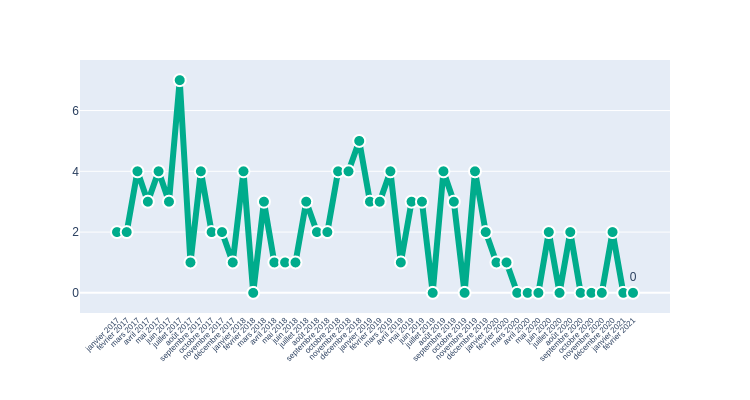 6
4
2
0
0
janvier 2017
février 2017
mars 2017
avril 2017
mai 2017
juin 2017
juillet 2017
août 2017
septembre 2017
octobre 2017
novembre 2017
décembre 2017
janvier 2018
février 2018
mars 2018
avril 2018
mai 2018
juin 2018
juillet 2018
août 2018
septembre 2018
octobre 2018
novembre 2018
décembre 2018
janvier 2019
février 2019
mars 2019
avril 2019
mai 2019
juin 2019
juillet 2019
août 2019
septembre 2019
octobre 2019
novembre 2019
décembre 2019
janvier 2020
février 2020
mars 2020
avril 2020
mai 2020
juin 2020
juillet 2020
août 2020
septembre 2020
octobre 2020
novembre 2020
décembre 2020
janvier 2021
février 2021